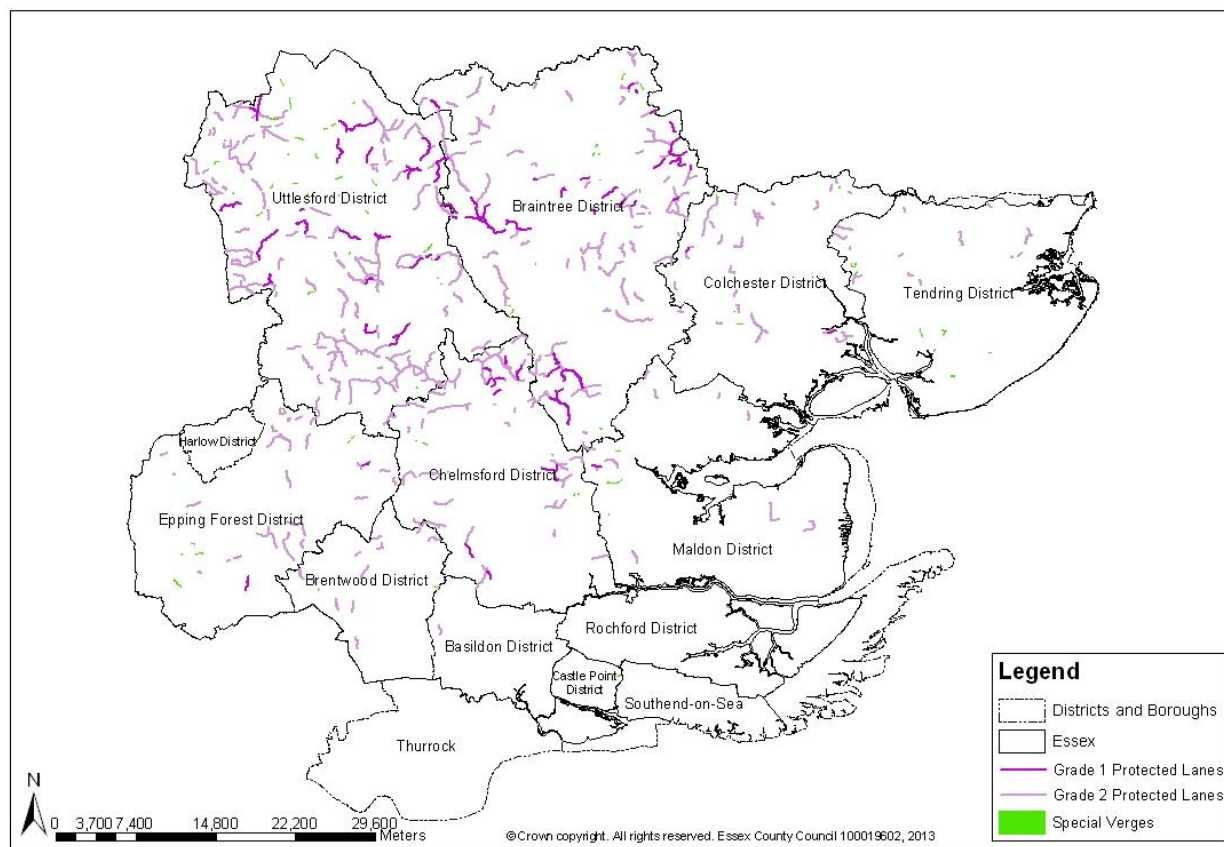 Uttlesford District
Braintree District
Colchester District
Tendring District
Harlow District
Chelmsford District
Epping Forest District
Maldon District
Brentwood District
Rochford District
Basildon District
Castle Point
District
Southend-on-Sea
Thurrock
Legend
Districts and Boroughs
Essex
Grade 1 Protected Lanes
Grade 2 Protected Lanes
Special Verges
N
0 3,700 7,400 14,800 22,200 29,600
Meters
©Crown copyright. All rights reserved. Essex County Council 100019602, 2013